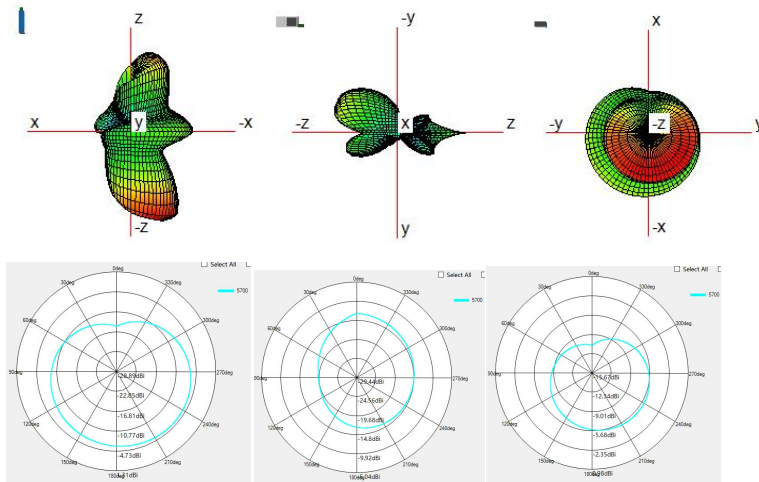 z
x
y
-x
-z
-y
-z
x
z
y
x
-y
-z
y
-x
Select All
5700
0deg
30deg
330deg
60deg
300deg
90deg
270deg
120deg
240deg
150deg
210deg
180deg
-28.89dBi
-22.85dBi
-16.81dBi
-10.77dBi
-4.73dBi
Select All
5700
0deg
30deg
330deg
60deg
300deg
90deg
270deg
120deg
240deg
150deg
210deg
-29.44dBi
-24.56dBi
-19.68dBi
-14.8dBi
-9.92dBi
Select All
5700
0deg
30deg
330deg
60deg
300deg
90deg
270deg
120deg
240deg
150deg
210deg
-15.67dBi
-12.34dBi
-9.01dBi
-5.68dBi
-2.35dBi